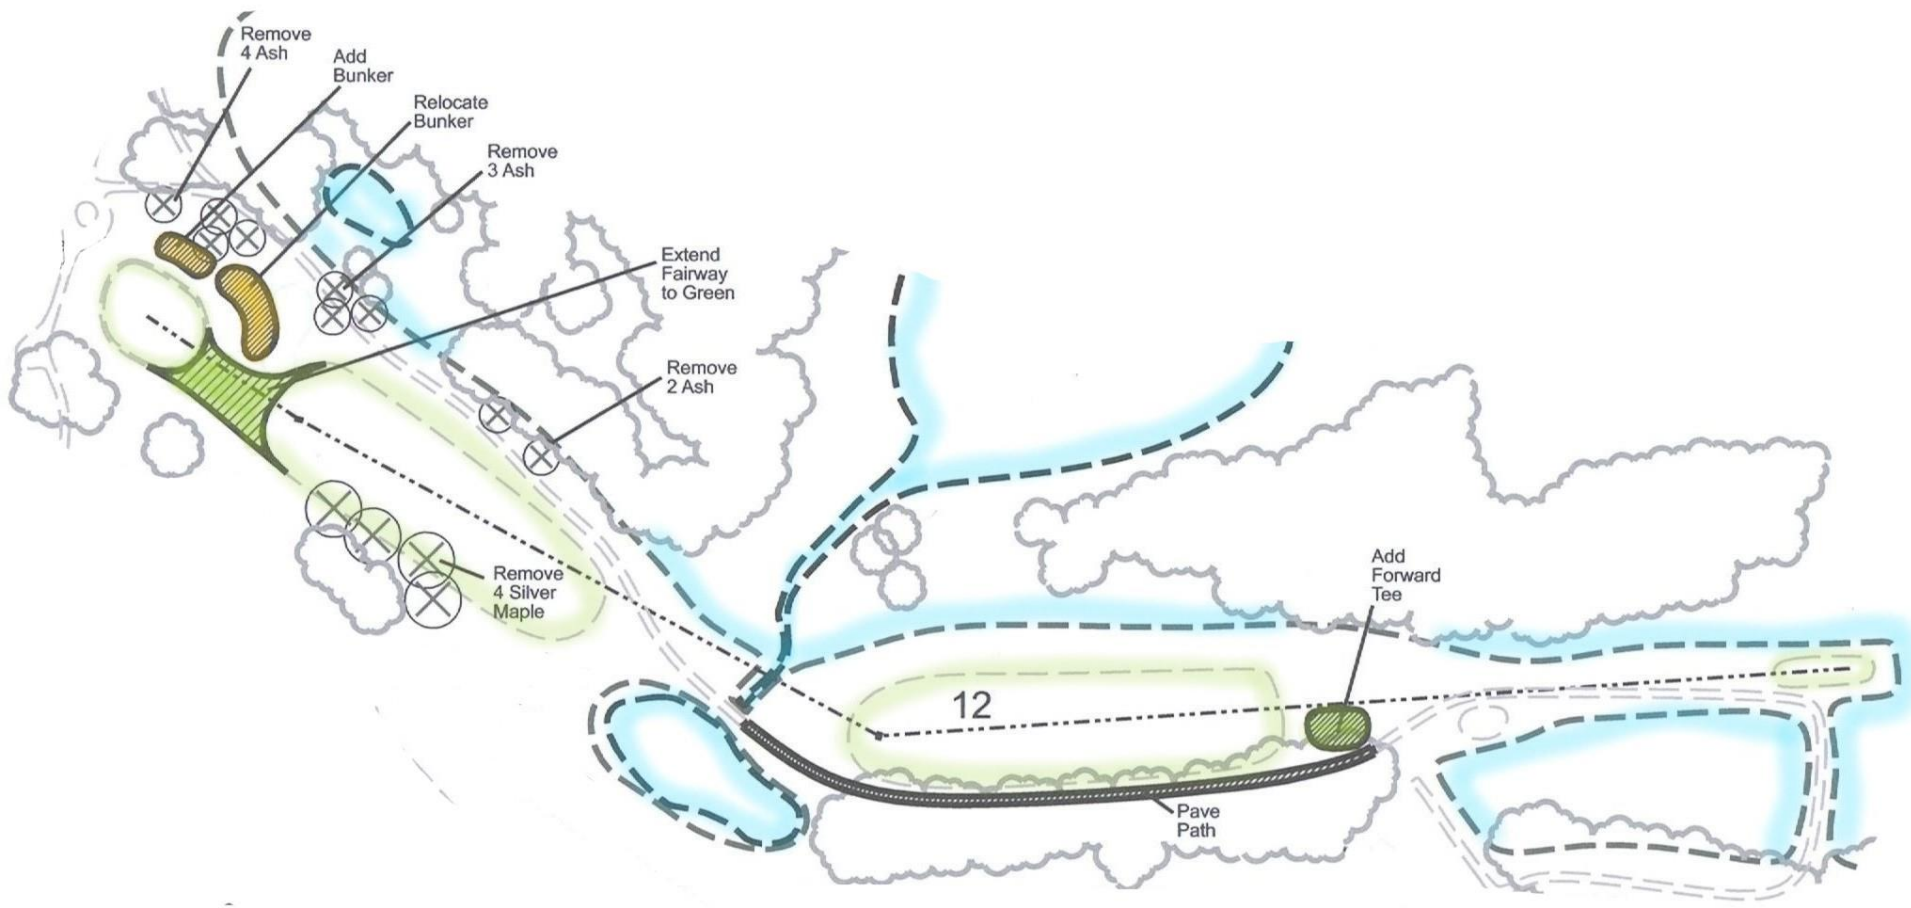 Remove
4 Ash
Add
Bunker
Relocate
Bunker
Remove
3 Ash
Extend
Fairway
to Green
Remove
2 Ash
Remove
4 Silver
Maple
12
Add
Forward
Tee
Pave
Path